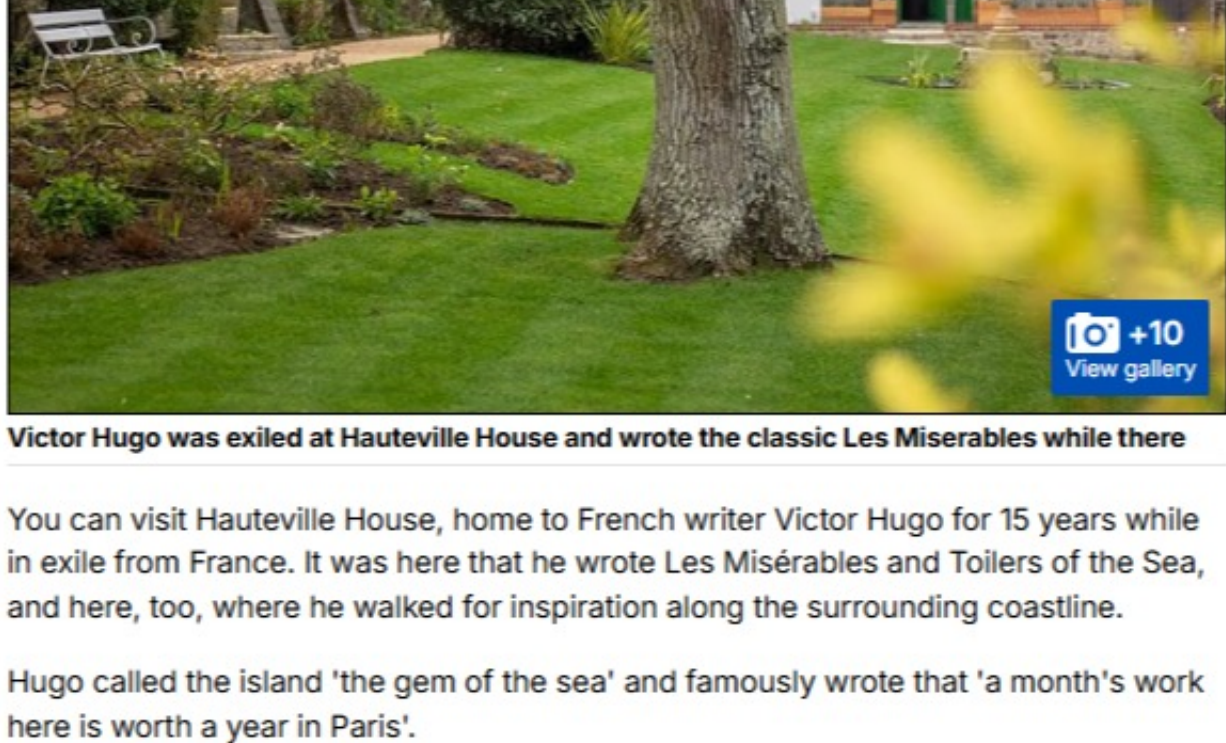 +10
View gallery
Victor Hugo was exiled at Hauteville House and wrote the classic Les Miserables while there
You can visit Hauteville House, home to French writer Victor Hugo for 15 years while
in exile from France. It was here that he wrote Les Misérables and Toilers of the Sea,
and here, too, where he walked for inspiration along the surrounding coastline.
Hugo called the island 'the gem of the sea' and famously wrote that 'a month's work
here is worth a year in Paris'.